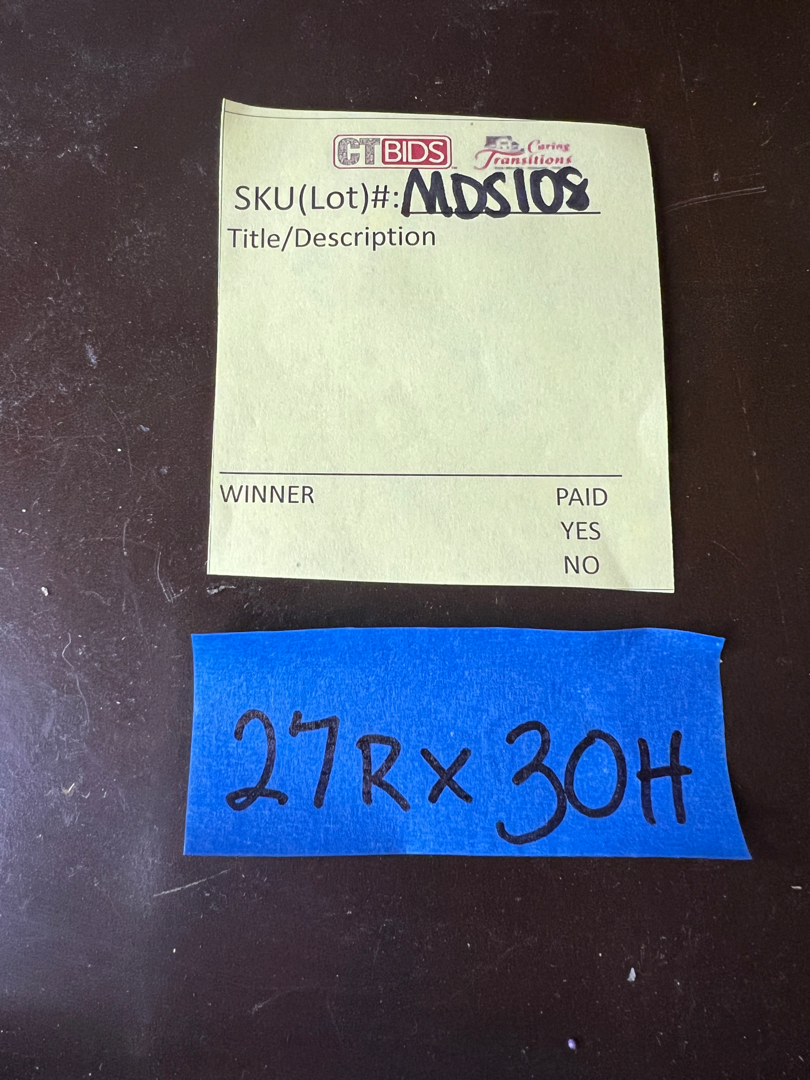 CTBIDS Caring
Transitions
SKU(Lot)#:MDS108
Title/Description
WINNER PAID
YES
NO
27R x 30H